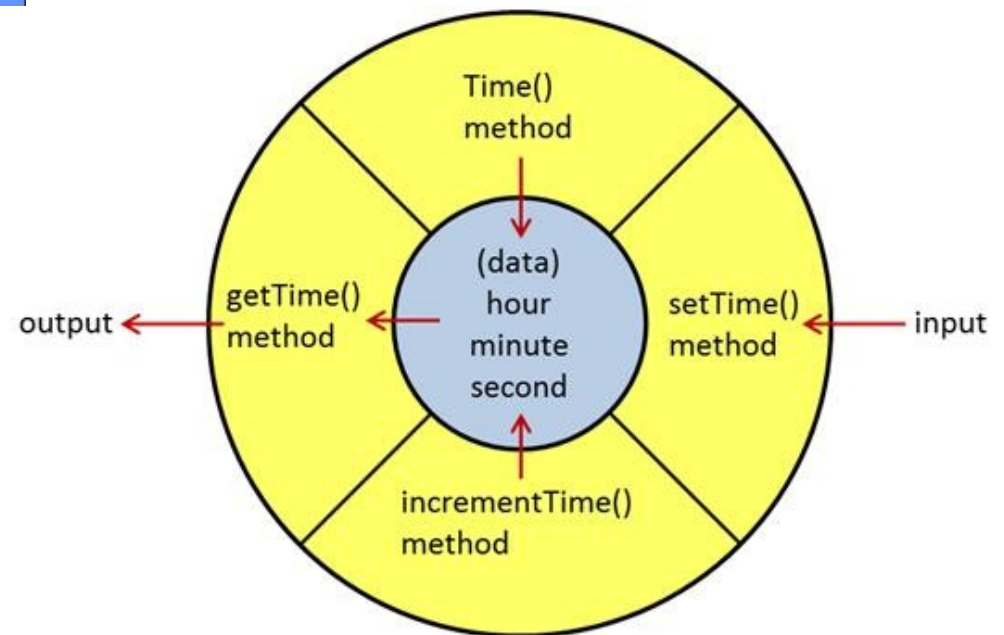 Time()
method
(data)
hour
minute
second
getTime()
method
output
setTime()
method
input
incrementTime()
method